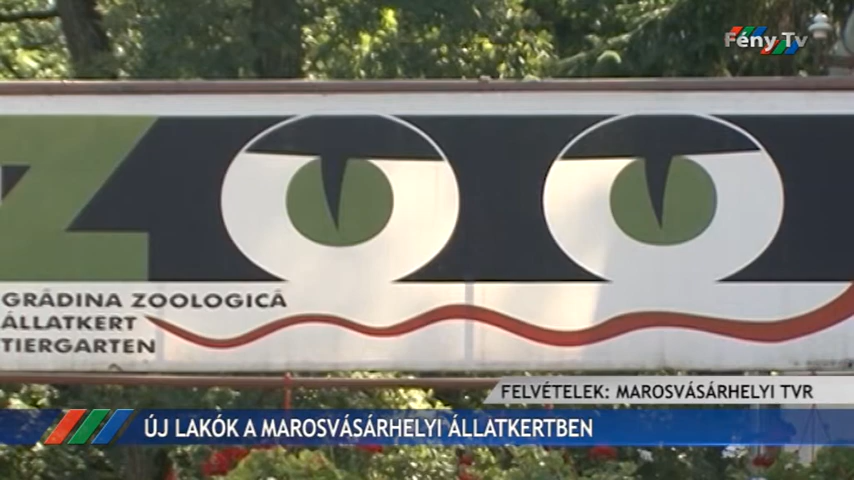 Fény Tv
ZOO
GRĂDINA ZOOLOGICĂ
ÁLLATKERT
TIERGARTEN
FELVÉTELEK: MAROSVÁSÁRHELYI TVR
ÚJ LAKÓK A MAROSVÁSÁRHELYI ÁLLATKERTBEN